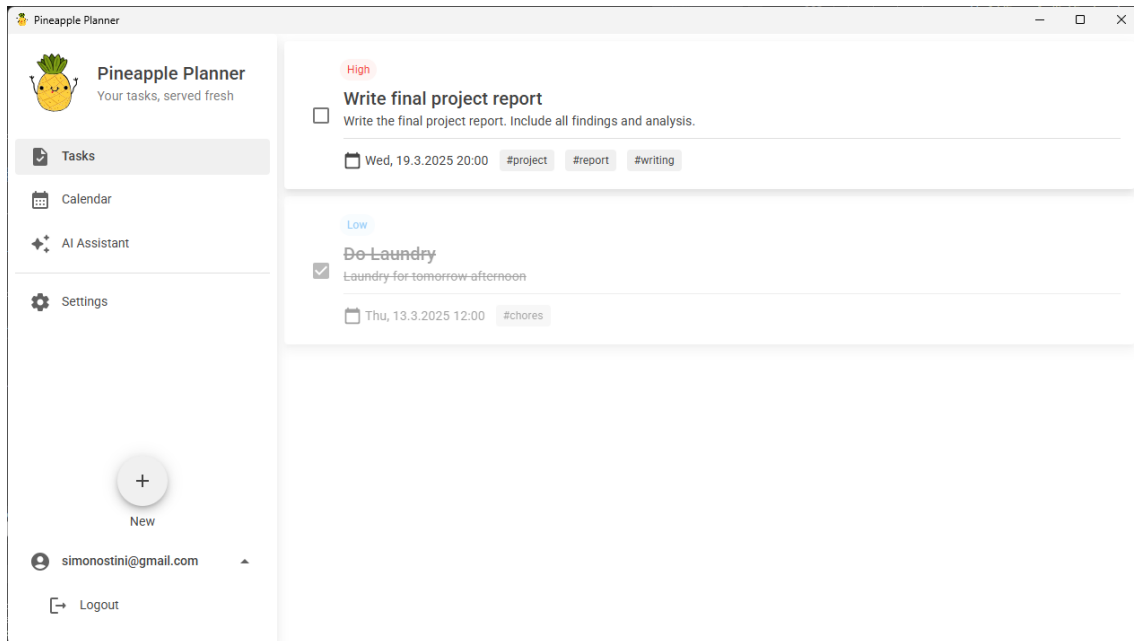 Pineapple Planner
Pineapple Planner
Your tasks, served fresh
Tasks
Calendar
AI Assistant
Settings
New
simonostini@gmail.com
Logout
High
Write final project report
Write the final project report. Include all findings and analysis.
Wed, 19.3.2025 20:00 #project #report #writing
Low
Do Laundry
Laundry for tomorrow afternoon
Thu, 13.3.2025 12:00 #chores